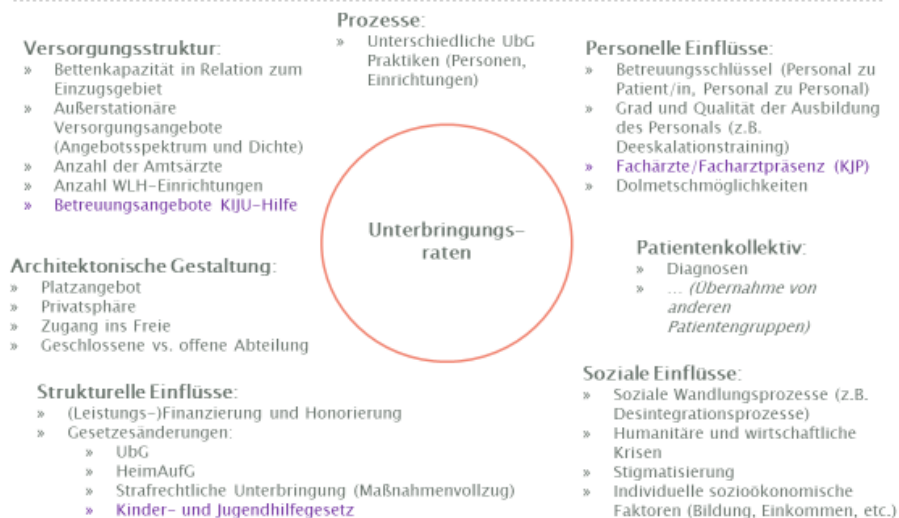 Prozesse:
» Unterschiedliche UbG
Praktiken (Personen,
Einrichtungen)
Versorgungsstruktur:
» Bettenkapazität in Relation zum
Einzugsgebiet
» Außerstationäre
Versorgungsangebote
(Angebotsspektrum und Dichte)
» Anzahl der Amtsärzte
» Anzahl WLH-Einrichtungen
» Betreuungsangebote KIJU-Hilfe
Personelle Einflüsse:
» Betreuungsschlüssel (Personal zu
Patient/in, Personal zu Personal)
» Grad und Qualität der Ausbildung
des Personals (z.B.
Deeskalationstraining)
» Fachärzte/Facharztpräsenz (KJP)
» Dolmetschmöglichkeiten
Unterbringungs-
raten
Architektonische Gestaltung:
» Platzangebot
» Privatsphäre
» Zugang ins Freie
» Geschlossene vs. offene Abteilung
Patientenkollektiv:
» Diagnosen
» ... (Übernahme von
anderen
Patientengruppen)
Strukturelle Einflüsse:
» (Leistungs-)Finanzierung und Honorierung
» Gesetzesänderungen:
» UbG
» HeimAufG
» Strafrechtliche Unterbringung (Maßnahmenvollzug)
» Kinder- und Jugendhilfegesetz
Soziale Einflüsse:
» Soziale Wandlungsprozesse (z.B.
Desintegrationsprozesse)
» Humanitäre und wirtschaftliche
Krisen
» Stigmatisierung
» Individuelle sozioökonomische
Faktoren (Bildung, Einkommen, etc.)